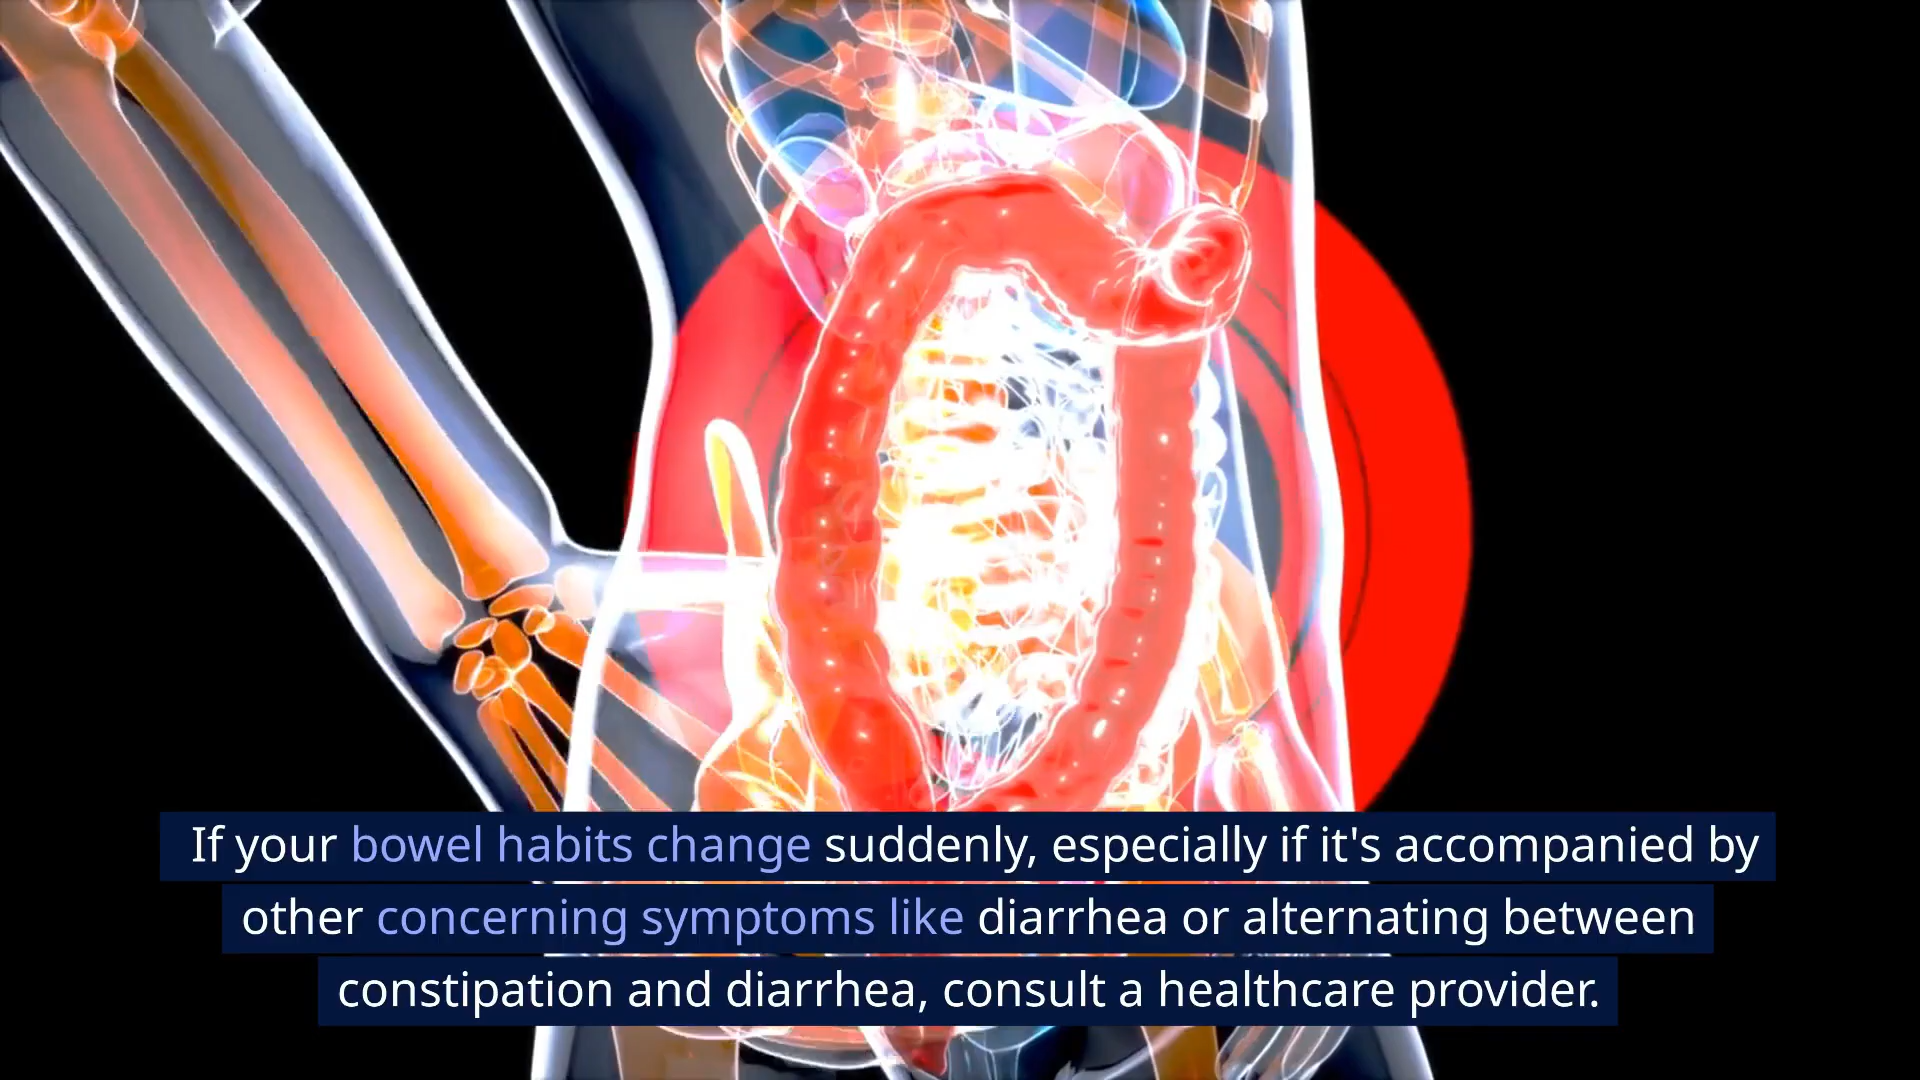 If your bowel habits change suddenly, especially if it's accompanied by
other concerning symptoms like diarrhea or alternating between
constipation and diarrhea, consult a healthcare provider.